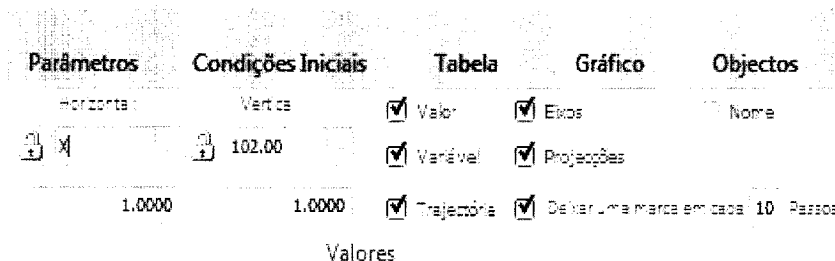 Parâmetros Condições Iniciais Tabela Gráfico Objectos
Horizontal Vertical Valor Eixos Nome
X 102.00 Variável Projecções
1.0000 1.0000 Trajectória Deixar uma marca em cada 10 Passos
Valores